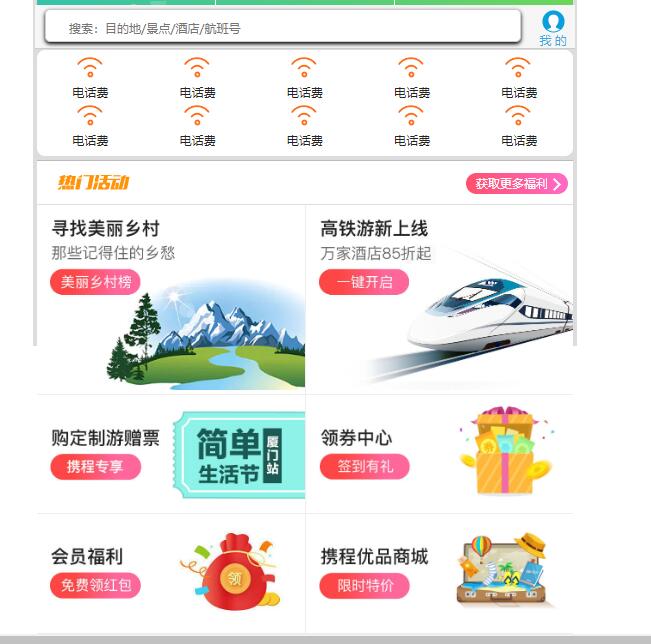 搜索：目的地/景点/酒店/航班号
我 的
电话费 电话费 电话费 电话费 电话费
电话费 电话费 电话费 电话费 电话费
热门活动
获取更多福利
寻找美丽乡村
那些记得住的乡愁
美丽乡村榜
高铁游新上线
万家酒店85折起
一键开启
购定制游赠票
携程专享
简单
生活节
厦门站
领券中心
签到有礼
会员福利
免费领红包
领
携程优品商城
限时特价